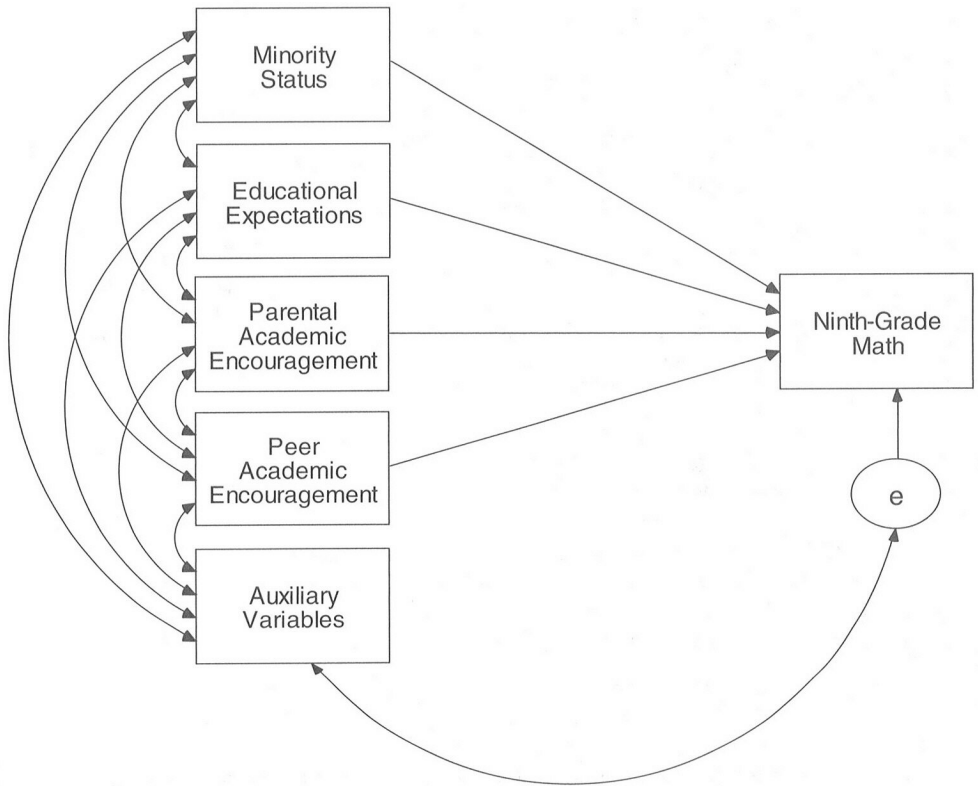 Minority
Status
Educational
Expectations
Parental
Academic
Encouragement
Ninth-Grade
Math
Peer
Academic
Encouragement
e
Auxiliary
Variables